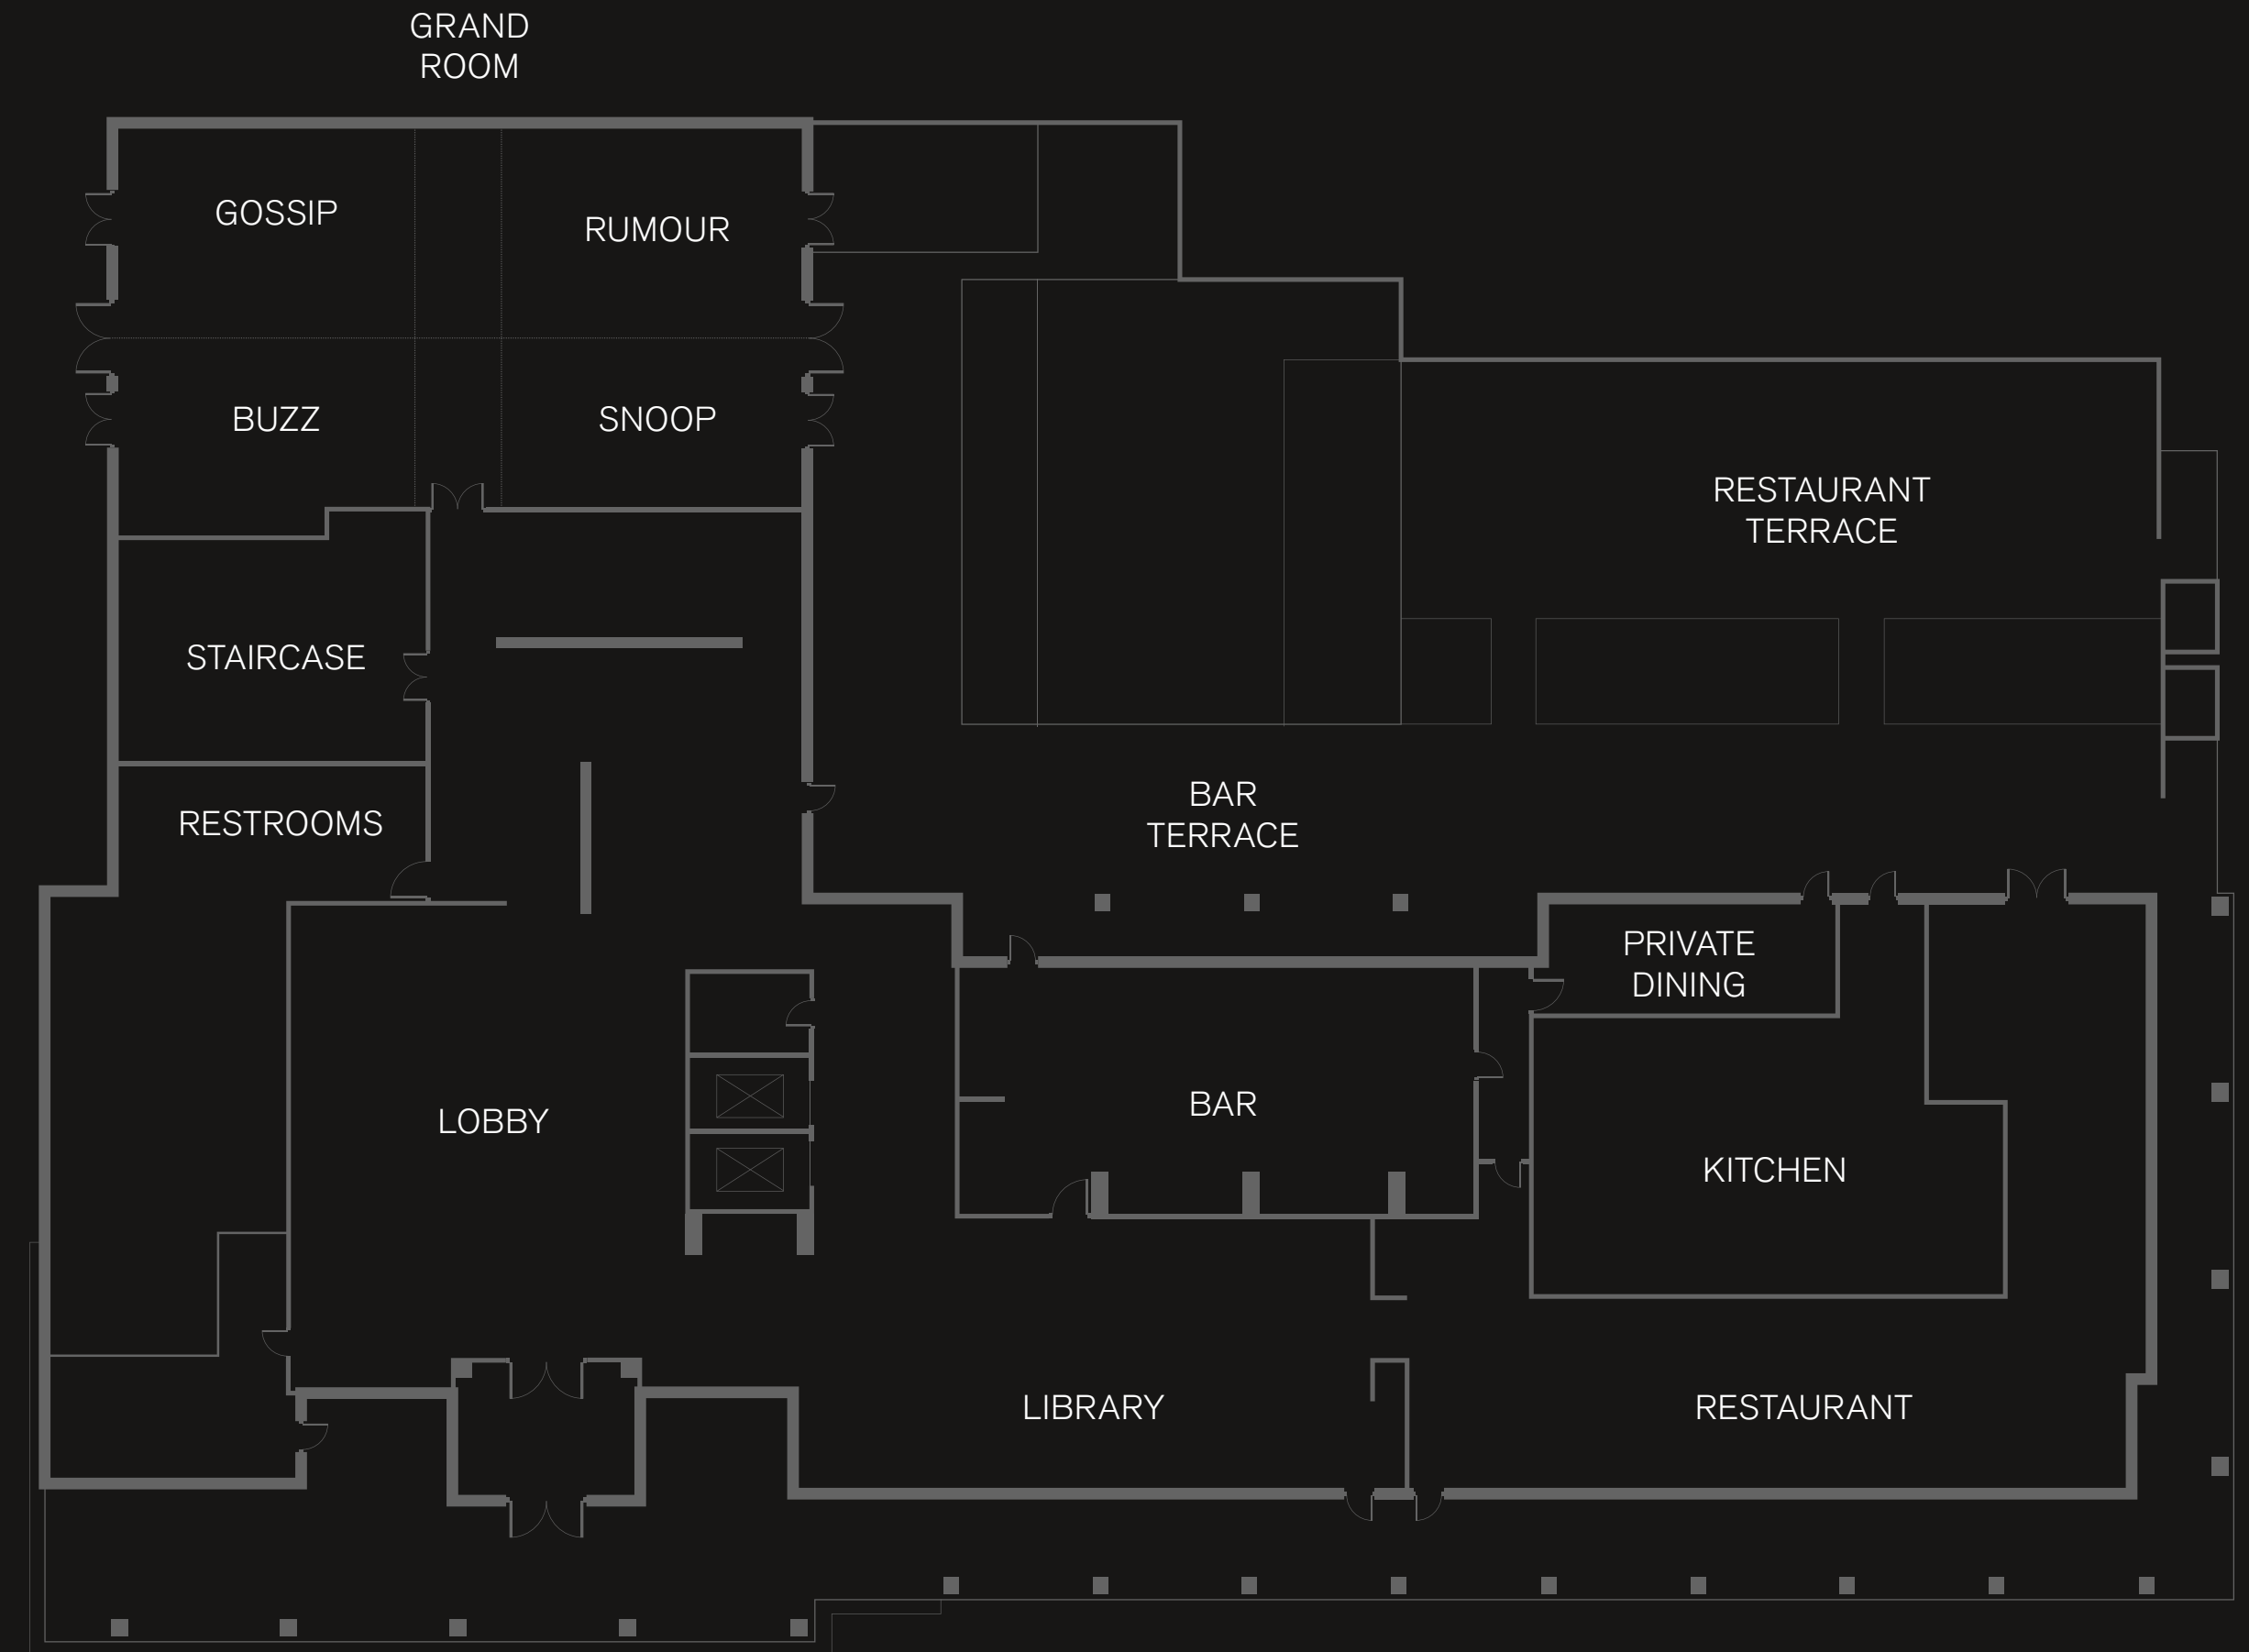 GRAND
ROOM
GOSSIP
RUMOUR
BUZZ
SNOOP
RESTAURANT
TERRACE
STAIRCASE
BAR
TERRACE
RESTROOMS
PRIVATE
DINING
BAR
LOBBY
KITCHEN
LIBRARY
RESTAURANT